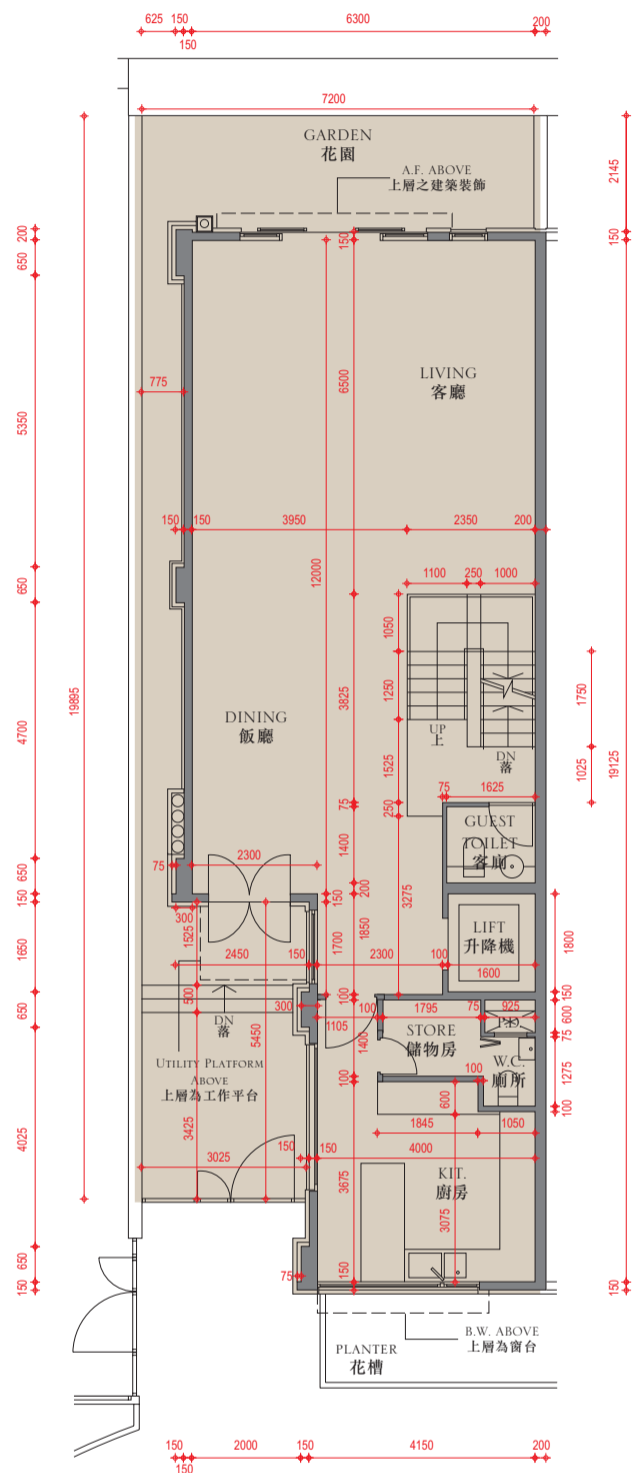 625 150 6300 200
150
7200
GARDEN
花園
A.F. ABOVE
上層之建築裝飾
2145
200
150
150
650
LIVING
客廳
6500
775
5350
150 150 3950 2350 200
12000
1100 250 1000
650
1050
1250
1750
19895
3825
19125
4700
DINING
飯廳
UP
上
1525
DN
落
1025
75 1625
75
250
GUEST
TOILET
客廁
1400
2300
75
650
200
150
150
300
1525
1850
3275
LIFT
升降機
1800
1650
1700
2450 150 2300 100
1600
500
300
100
150
100 1795 75 925
600
P.D.
650
DN
落
5450
1105
STORE
儲物房
75
1400
W.C.
廁所
1275
UTILITY PLATFORM
ABOVE
上層為工作平台
100
100
600
100
3425
4025
1845 1050
150 150 4000
3025
KIT.
廚房
3675
3075
650
75
150
150
150
B.W. ABOVE
上層為窗台
PLANTER
花槽
150 2000 150 4150 200
150